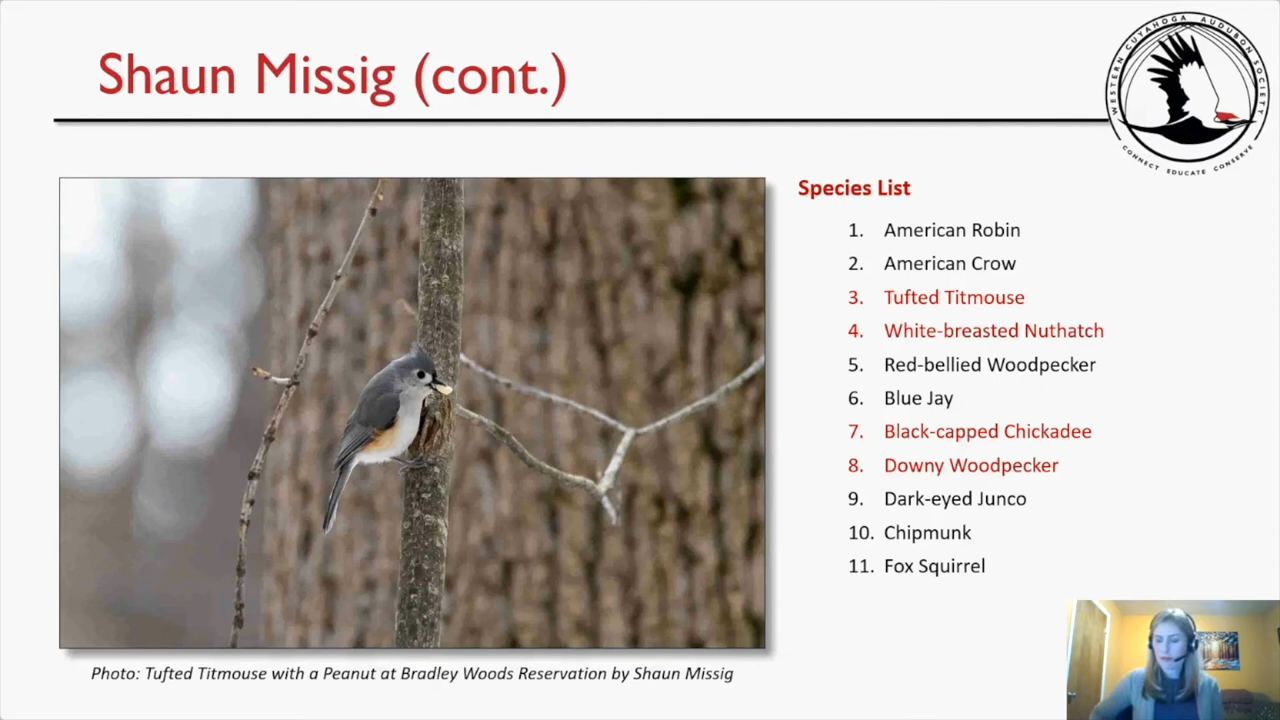 Shaun Missig (cont.)
WESTERN CUYAHOGA AUDUBON SOCIETY
CONNECT EDUCATE CONSERVE
Species List
1. American Robin
2. American Crow
3. Tufted Titmouse
4. White-breasted Nuthatch
5. Red-bellied Woodpecker
6. Blue Jay
7. Black-capped Chickadee
8. Downy Woodpecker
9. Dark-eyed Junco
10. Chipmunk
11. Fox Squirrel
Photo: Tufted Titmouse with a Peanut at Bradley Woods Reservation by Shaun Missig